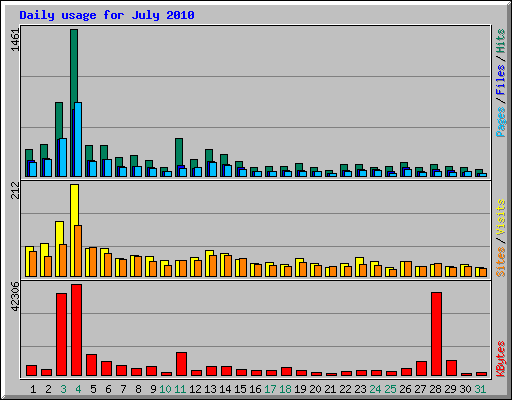 Daily usage for July 2010
1461
Pages / Files / Hits
212
Sites / Visits
42306
KBytes
1 2 3 4 5 6 7 8 9 10 11 12 13 14 15 16 17 18 19 20 21 22 23 24 25 26 27 28 29 30 31